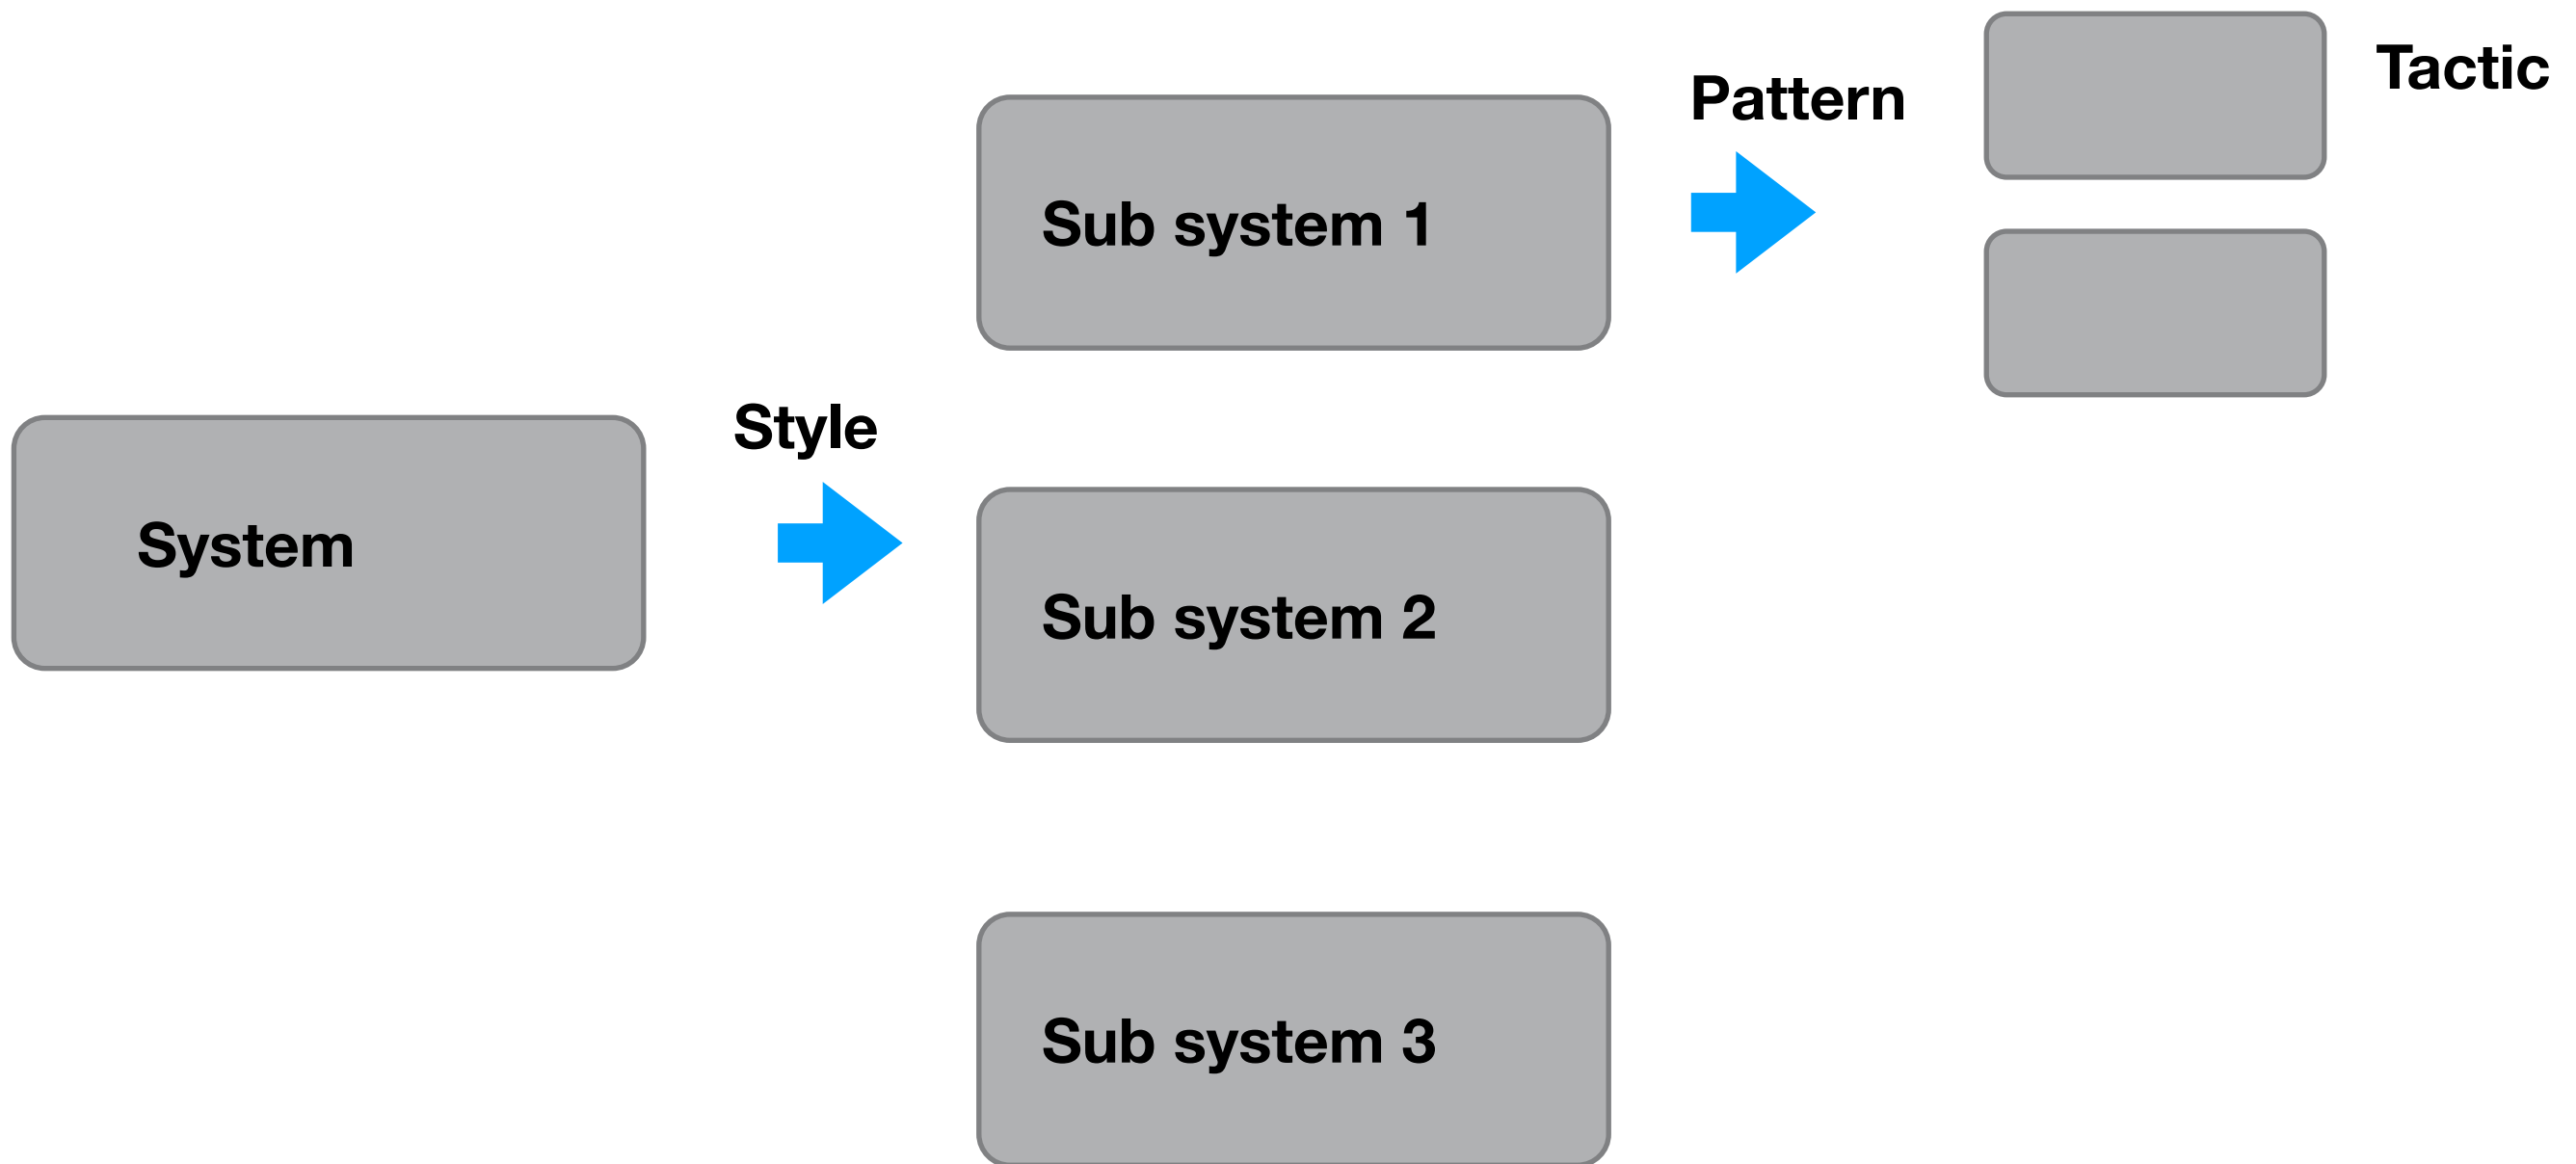 System
Style
Sub system 1
Sub system 2
Sub system 3
Pattern
Tactic